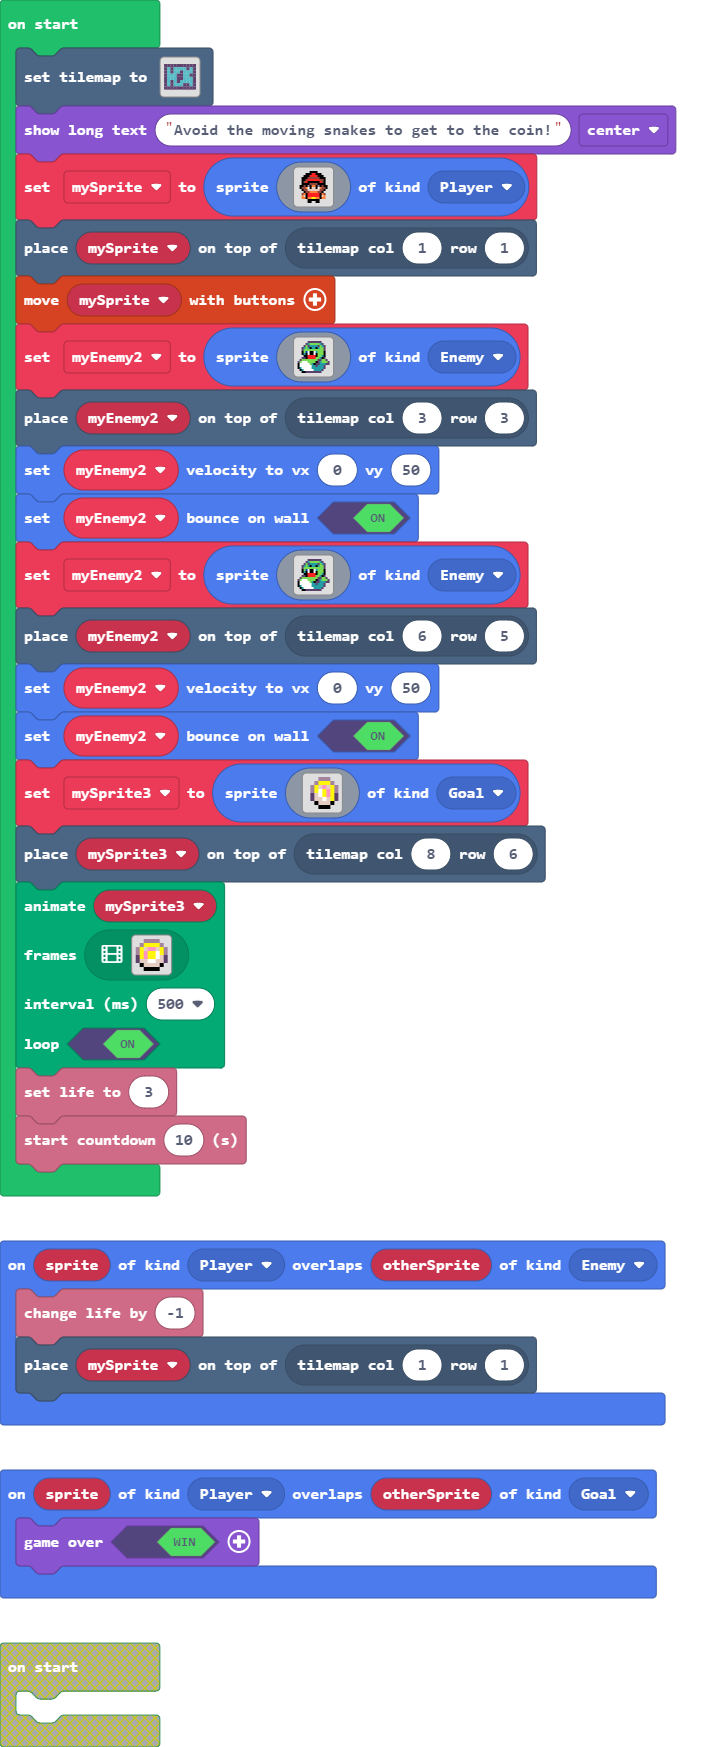 on start
set tilemap to
show long text "Avoid the moving snakes to get to the coin!" center
set mySprite to sprite of kind Player
place mySprite on top of tilemap col 1 row 1
move mySprite with buttons
set myEnemy2 to sprite of kind Enemy
place myEnemy2 on top of tilemap col 3 row 3
set myEnemy2 velocity to vx 0 vy 50
set myEnemy2 bounce on wall ON
set myEnemy2 to sprite of kind Enemy
place myEnemy2 on top of tilemap col 6 row 5
set myEnemy2 velocity to vx 0 vy 50
set myEnemy2 bounce on wall ON
set mySprite3 to sprite of kind Goal
place mySprite3 on top of tilemap col 8 row 6
animate mySprite3
frames
interval (ms) 500
loop ON
set life to 3
start countdown 10 (s)
on sprite of kind Player overlaps otherSprite of kind Enemy
change life by -1
place mySprite on top of tilemap col 1 row 1
on sprite of kind Player overlaps otherSprite of kind Goal
game over WIN
on start